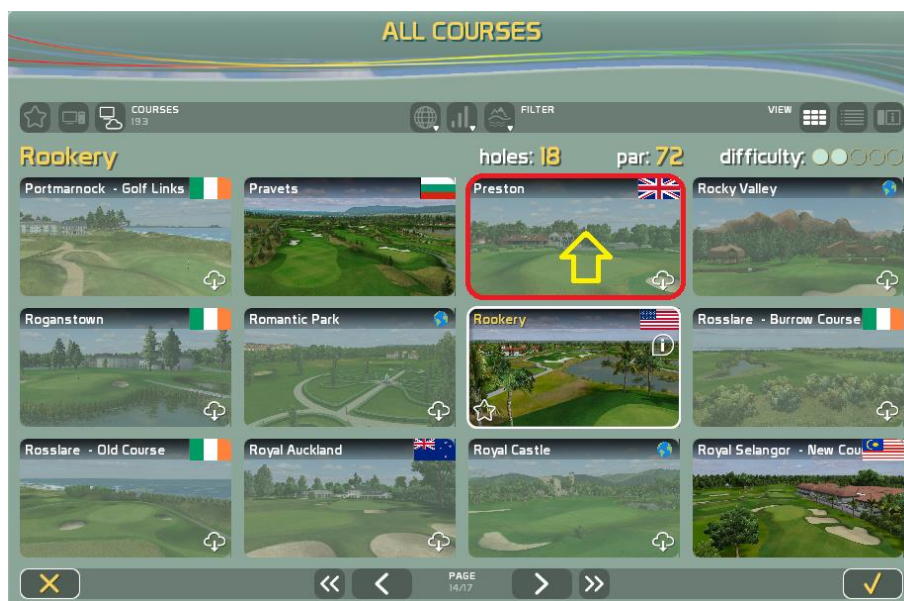 ALL COURSES
COURSES
193
FILTER
VIEW
Rookery
holes: 18
par: 72
difficulty:
Portmarnock - Golf Links
Pravets
Preston
Rocky Valley
Roganstown
Romantic Park
Rookery
Rosslare - Burrow Course
Rosslare - Old Course
Royal Auckland
Royal Castle
Royal Selangor - New Cou
PAGE
14/17